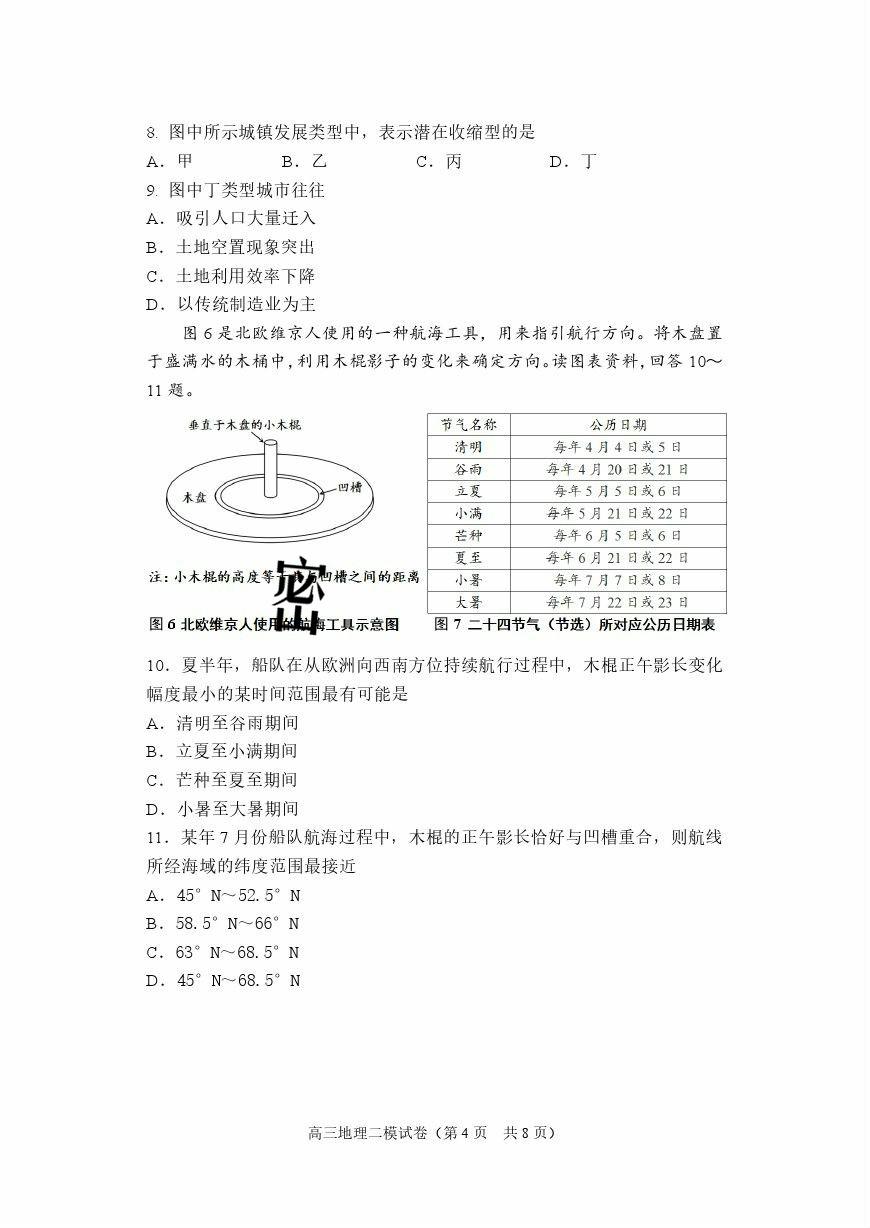 8. 图中所示城镇发展类型中，表示潜在收缩型的是
A．甲 B．乙 C．丙 D．丁
9. 图中丁类型城市往往
A．吸引人口大量迁入
B．土地空置现象突出
C．土地利用效率下降
D．以传统制造业为主
图 6 是北欧维京人使用的一种航海工具，用来指引航行方向。将木盘置
于盛满水的木桶中，利用木棍影子的变化来确定方向。读图表资料，回答 10～
11 题。
垂直于木盘的小木棍
凹槽
木盘
注：小木棍的高度等 与凹槽之间的距离
图 6 北欧维京人使用的航海工具示意图
节气名称 公历日期
清明 每年 4 月 4 日或 5 日
谷雨 每年 4 月 20 日或 21 日
立夏 每年 5 月 5 日或 6 日
小满 每年 5 月 21 日或 22 日
芒种 每年 6 月 5 日或 6 日
夏至 每年 6 月 21 日或 22 日
小暑 每年 7 月 7 日或 8 日
大暑 每年 7 月 22 日或 23 日
图 7 二十四节气（节选）所对应公历日期表
密
10．夏半年，船队在从欧洲向西南方位持续航行过程中，木棍正午影长变化
幅度最小的某时间范围最有可能是
A．清明至谷雨期间
B．立夏至小满期间
C．芒种至夏至期间
D．小暑至大暑期间
11．某年 7 月份船队航海过程中，木棍的正午影长恰好与凹槽重合，则航线
所经海域的纬度范围最接近
A．45° N～52.5° N
B．58.5° N～66° N
C．63° N～68.5° N
D．45° N～68.5° N
高三地理二模试卷（第 4 页 共 8 页）